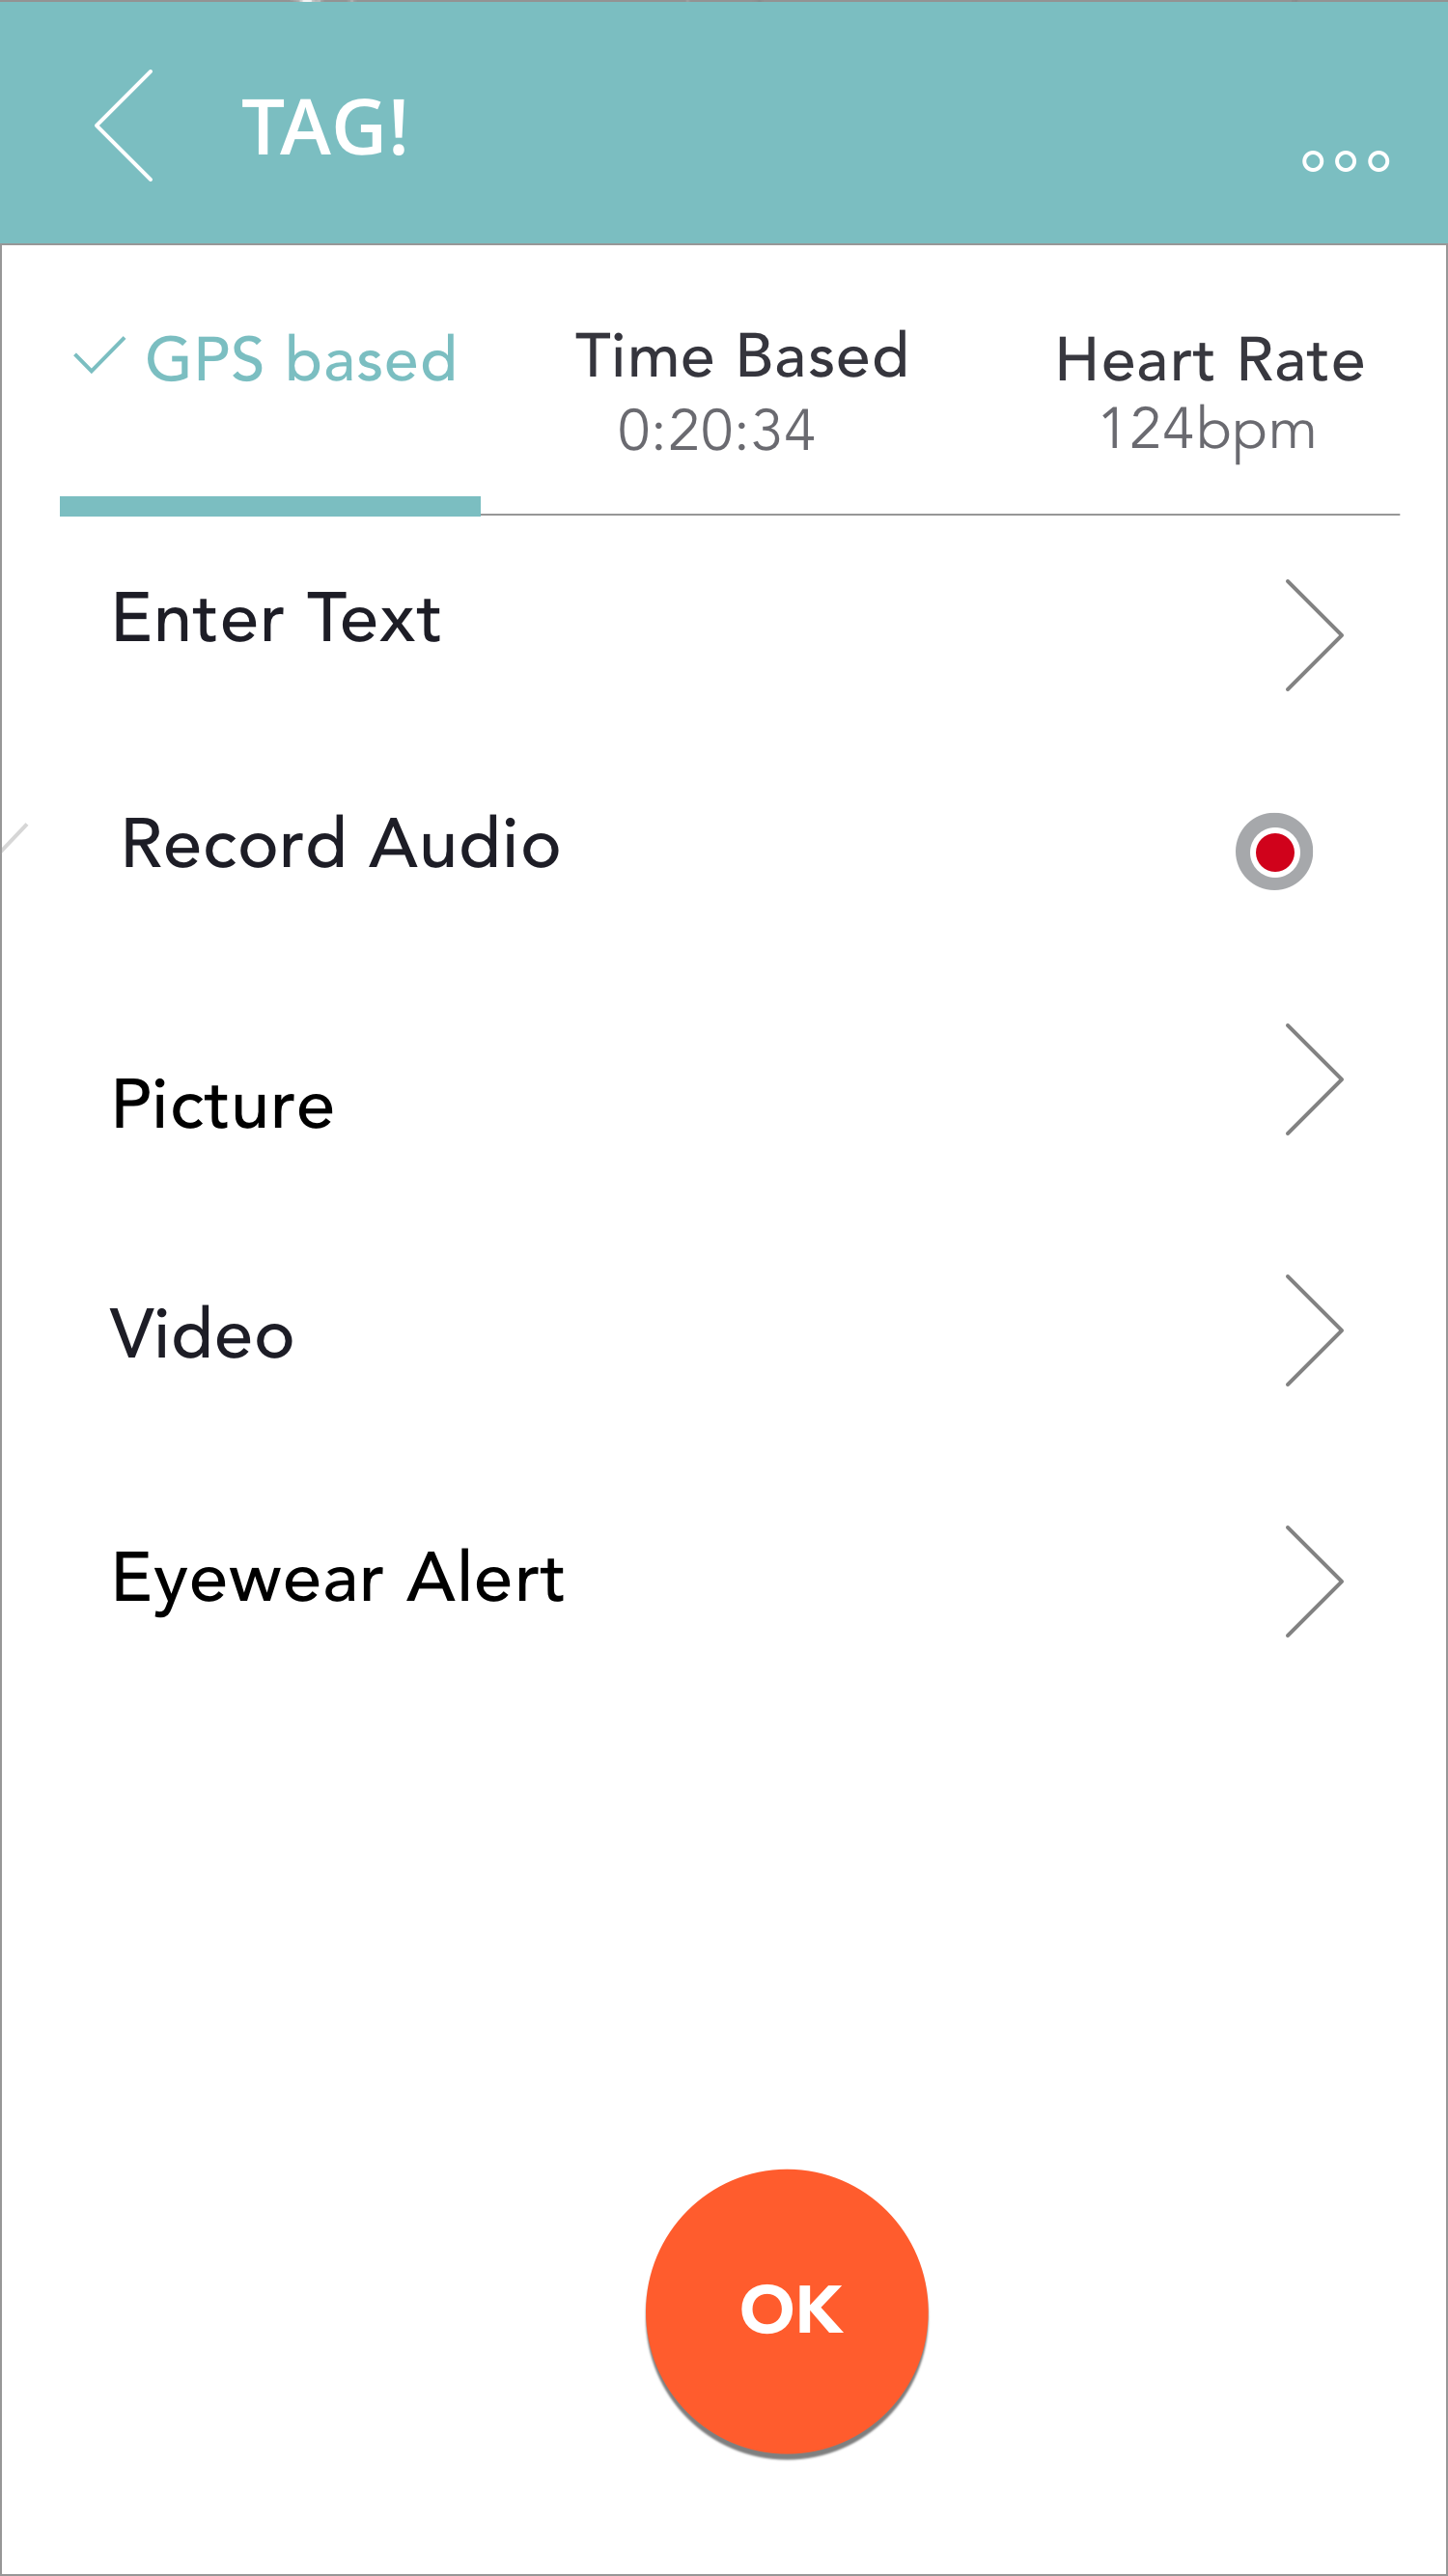 TAG!
GPS based
Time Based
Heart Rate
0:20:34
124bpm
Enter Text
Record Audio
Picture
Video
Eyewear Alert
OK